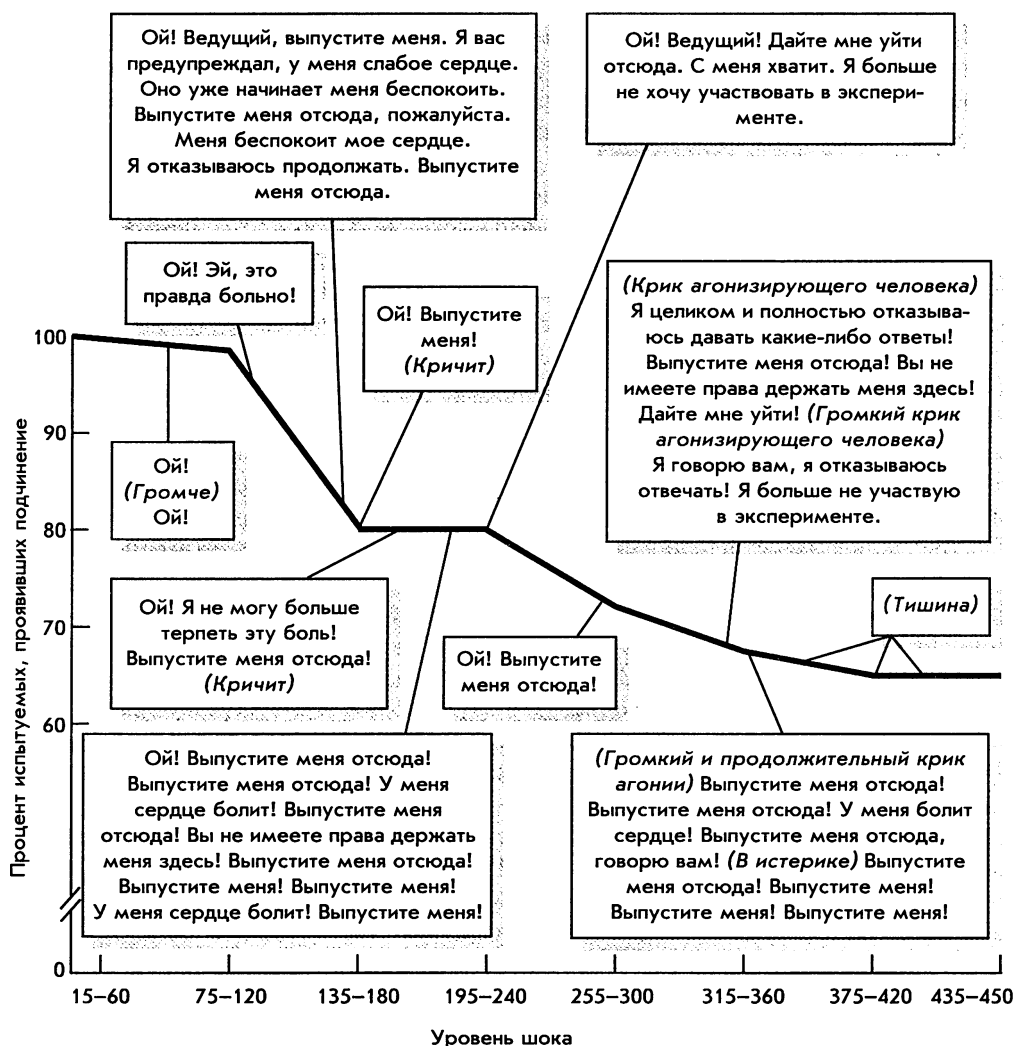 Ой! Ведущий, выпустите меня. Я вас
предупреждал, у меня слабое сердце.
Оно уже начинает меня беспокоить.
Выпустите меня отсюда, пожалуйста.
Меня беспокоит мое сердце.
Я отказываюсь продолжать. Выпустите
меня отсюда.
Ой! Ведущий! Дайте мне уйти
отсюда. С меня хватит. Я больше
не хочу участвовать в экспери-
менте.
Ой! Эй, это
правда больно!
Ой! Выпустите
меня!
(Кричит)
(Крик агонизирующего человека)
Я целиком и полностью отказыва-
юсь давать какие-либо ответы!
Выпустите меня отсюда! Вы не
имеете права держать меня здесь!
Дайте мне уйти! (Громкий крик
агонизирующего человека)
Я говорю вам, я отказываюсь
отвечать! Я больше не участвую
в эксперименте.
Ой!
(Громче)
Ой!
Ой! Я не могу больше
терпеть эту боль!
Выпустите меня отсюда!
(Кричит)
Ой! Выпустите
меня отсюда!
(Тишина)
Ой! Выпустите меня отсюда!
Выпустите меня отсюда! У меня
сердце болит! Выпустите меня
отсюда! Вы не имеете права держать
меня здесь! Выпустите меня отсюда!
Выпустите меня! Выпустите меня!
У меня сердце болит! Выпустите меня!
(Громкий и продолжительный крик
агонии) Выпустите меня отсюда!
Выпустите меня отсюда! У меня болит
сердце! Выпустите меня отсюда,
говорю вам! (В истерике) Выпустите
меня отсюда! Выпустите меня!
Выпустите меня! Выпустите меня!
Процент испытуемых, проявивших подчинение
100
90
80
70
60
0
15–60
75–120
135–180
195–240
255–300
315–360
375–420
435–450
Уровень шока